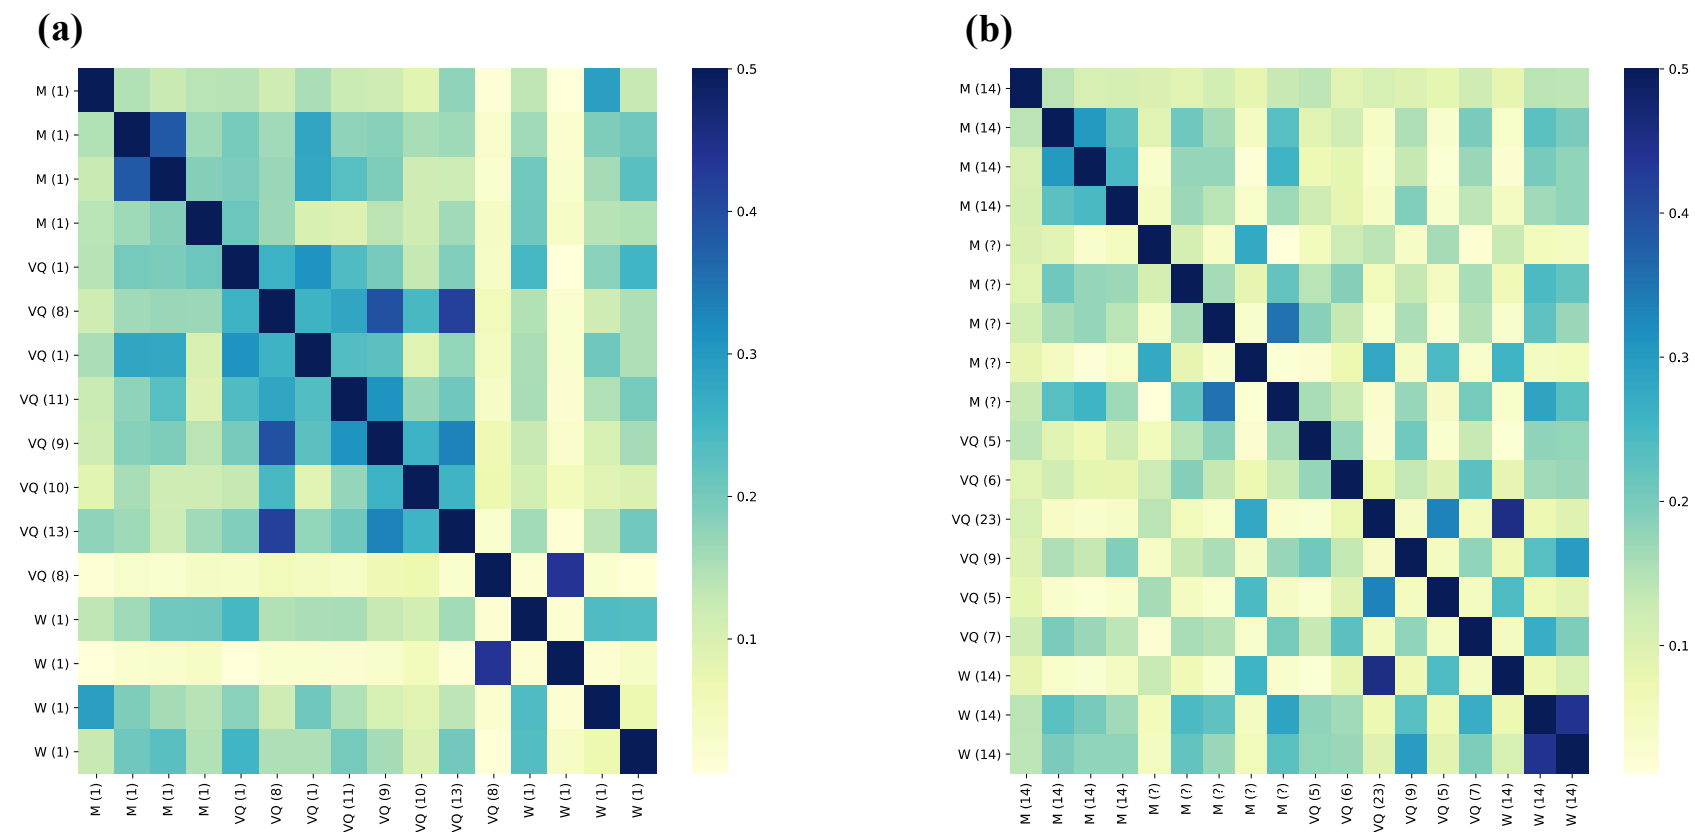 (a)
M (1)
M (1)
M (1)
M (1)
VQ (1)
VQ (8)
VQ (1)
VQ (11)
VQ (9)
VQ (10)
VQ (13)
VQ (8)
W (1)
W (1)
W (1)
W (1)
M (1)
M (1)
M (1)
M (1)
VQ (1)
VQ (8)
VQ (1)
VQ (11)
VQ (9)
VQ (10)
VQ (13)
VQ (8)
W (1)
W (1)
W (1)
W (1)
0.5
0.4
0.3
0.2
0.1
(b)
M (14)
M (14)
M (14)
M (14)
M (?)
M (?)
M (?)
M (?)
M (?)
VQ (5)
VQ (6)
VQ (23)
VQ (9)
VQ (5)
VQ (7)
W (14)
W (14)
W (14)
M (14)
M (14)
M (14)
M (14)
M (?)
M (?)
M (?)
M (?)
M (?)
VQ (5)
VQ (6)
VQ (23)
VQ (9)
VQ (5)
VQ (7)
W (14)
W (14)
W (14)
0.5
0.4
0.3
0.2
0.1